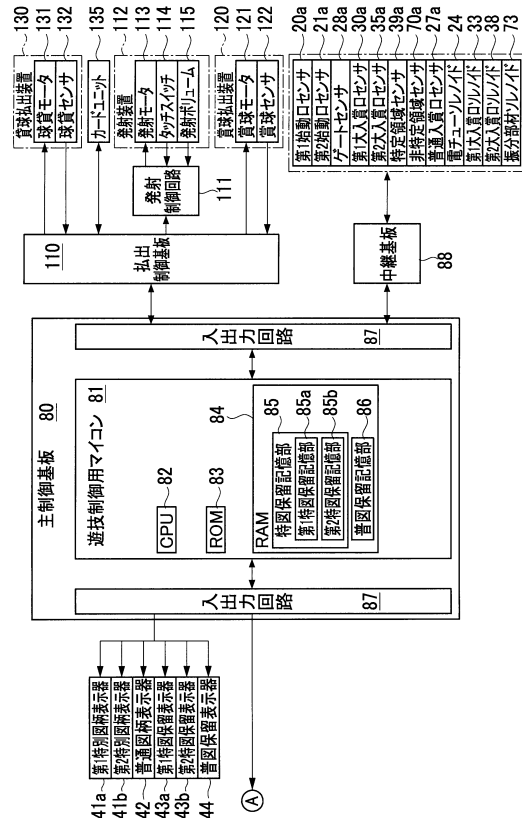 主制御基板 80
入出力回路
87
遊技制御用マイコン 81
CPU
82
ROM
83
RAM
84
特図保留記憶部
85
第1特図保留記憶部
85a
第2特図保留記憶部
85b
普図保留記憶部
86
入出力回路
87
第1特別図柄表示器
41a
第2特別図柄表示器
41b
普通図柄表示器
42
第1特図保留表示器
43a
第2特図保留表示器
43b
普図保留表示器
44
A
払出制御基板
110
貸球払出装置
130
球貸モータ
131
球貸センサ
132
カードユニット
135
発射制御回路
111
発射装置
112
発射モータ
113
タッチスイッチ
114
発射ボリューム
115
賞球払出装置
120
賞球モータ
121
賞球センサ
122
中継基板
88
第1始動口センサ 20a
第2始動口センサ 21a
ゲートセンサ 28a
第1大入賞口センサ 30a
第2大入賞口センサ 35a
特定領域センサ 39a
非特定領域センサ 70a
普通入賞口センサ 27a
電チューソレノイド 24
第1大入賞口ソレノイド 33
第2大入賞口ソレノイド 38
振分部材ソレノイド 73